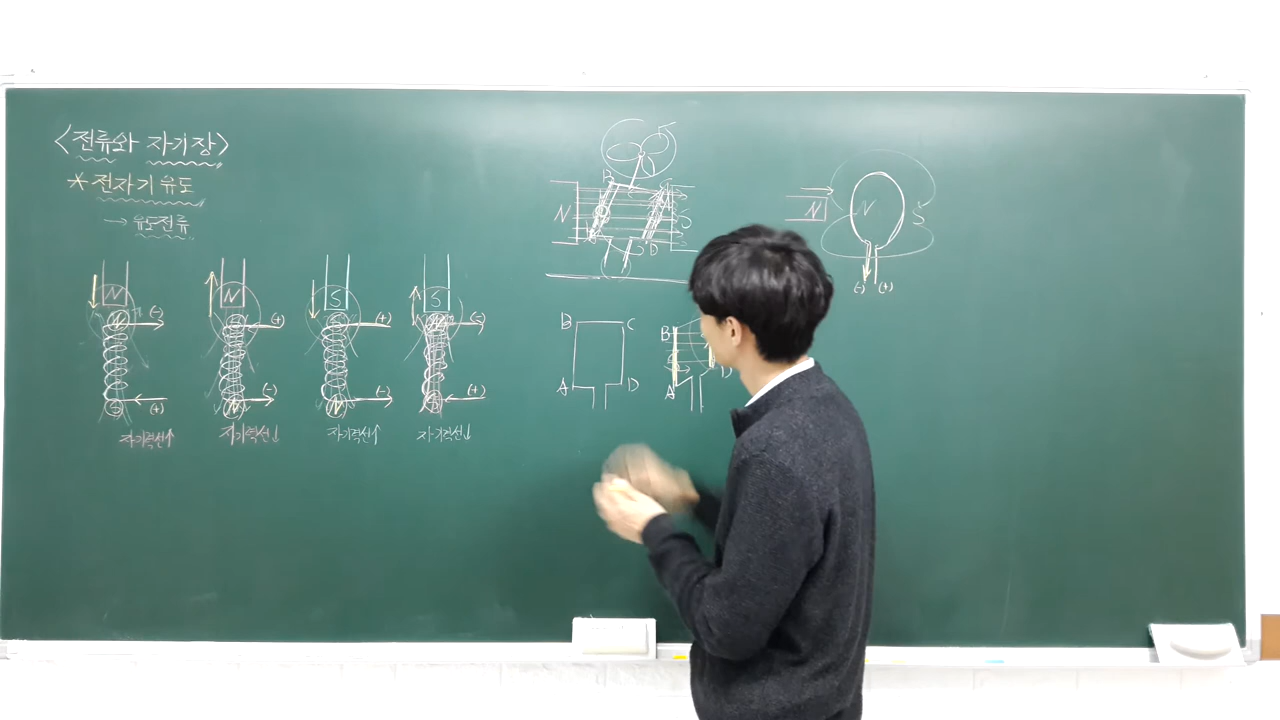 <전류와 자기장>
* 전자기 유도
→ 유도전류
N
(-)
(+)
자기력선↑
N
(+)
(-)
N
자기력선↓
S
S
(+)
(-)
N
자기력선↑
S
(-)
(+)
자기력선↓
N
B
S
D
B C
A D
B
A D
N
N
S
(-) (+)